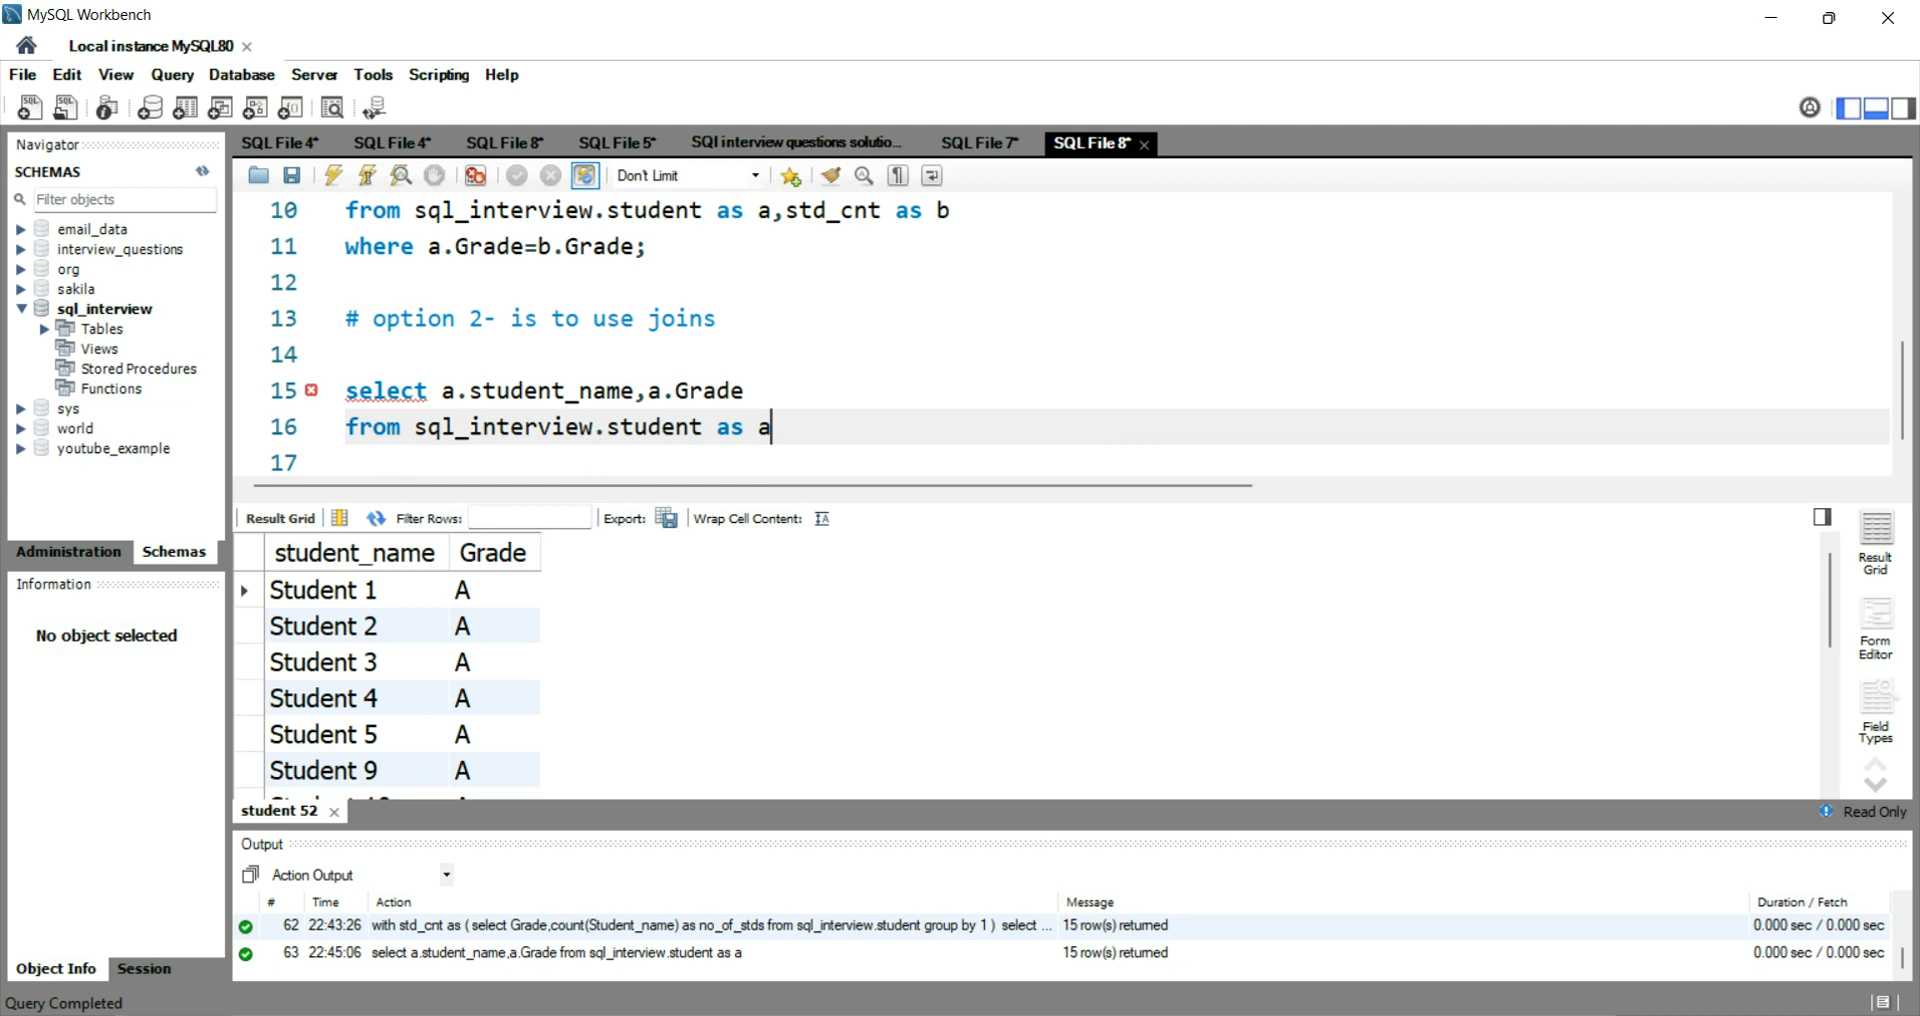 MySQL Workbench
Local instance MySQL80
File Edit View Query Database Server Tools Scripting Help
Navigator
SCHEMAS
Filter objects
email_data
interview_questions
org
sakila
sql_interview
Tables
Views
Stored Procedures
Functions
sys
world
youtube_example
Administration Schemas
Information
No object selected
Object Info Session
SQL File 4* SQL File 4* SQL File 8* SQL File 5* SQl interview questions solutio... SQL File 7* SQL File 8*
Don't Limit
10 from sql_interview.student as a,std_cnt as b
11 where a.Grade=b.Grade;
12
13 # option 2- is to use joins
14
15 select a.student_name,a.Grade
16 from sql_interview.student as a
17
Result Grid Filter Rows: Export: Wrap Cell Content:
student_name Grade
Student 1 A
Student 2 A
Student 3 A
Student 4 A
Student 5 A
Student 9 A
Result Grid
Form Editor
Field Types
student 52
Read Only
Output
Action Output
# Time Action Message Duration / Fetch
62 22:43:26 with std_cnt as ( select Grade,count(Student_name) as no_of_stds from sql_interview.student group by 1 ) select ... 15 row(s) returned 0.000 sec / 0.000 sec
63 22:45:06 select a.student_name,a.Grade from sql_interview.student as a 15 row(s) returned 0.000 sec / 0.000 sec
Query Completed